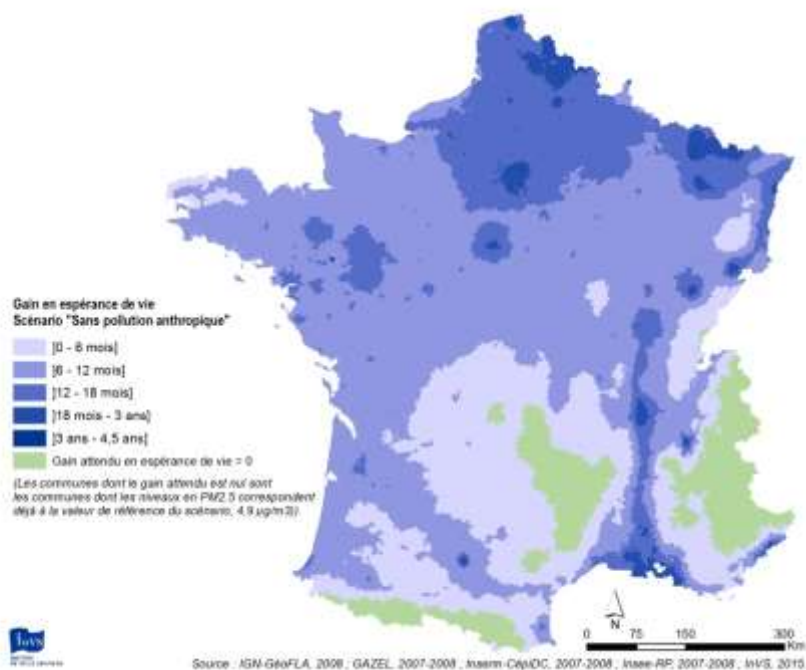 Gain en espérance de vie
Scénario "Sans pollution anthropique"
]0 - 6 mois]
]6 - 12 mois]
]12 - 18 mois]
]18 mois - 3 ans]
]3 ans - 4,5 ans]
Gain attendu en espérance de vie = 0
(Les communes dont le gain attendu est nul sont
les communes dont les niveaux en PM2.5 correspondent
déjà à la valeur de référence du scénario, 4,9 µg/m3))
N
0 75 150 300
Km
InVS
Source : IGN-GéoFLA, 2008 ; GAZEL, 2007-2008 ; Inserm-CépiDC, 2007-2008 ; Insee-RP, 2007-2008 ; InVS,